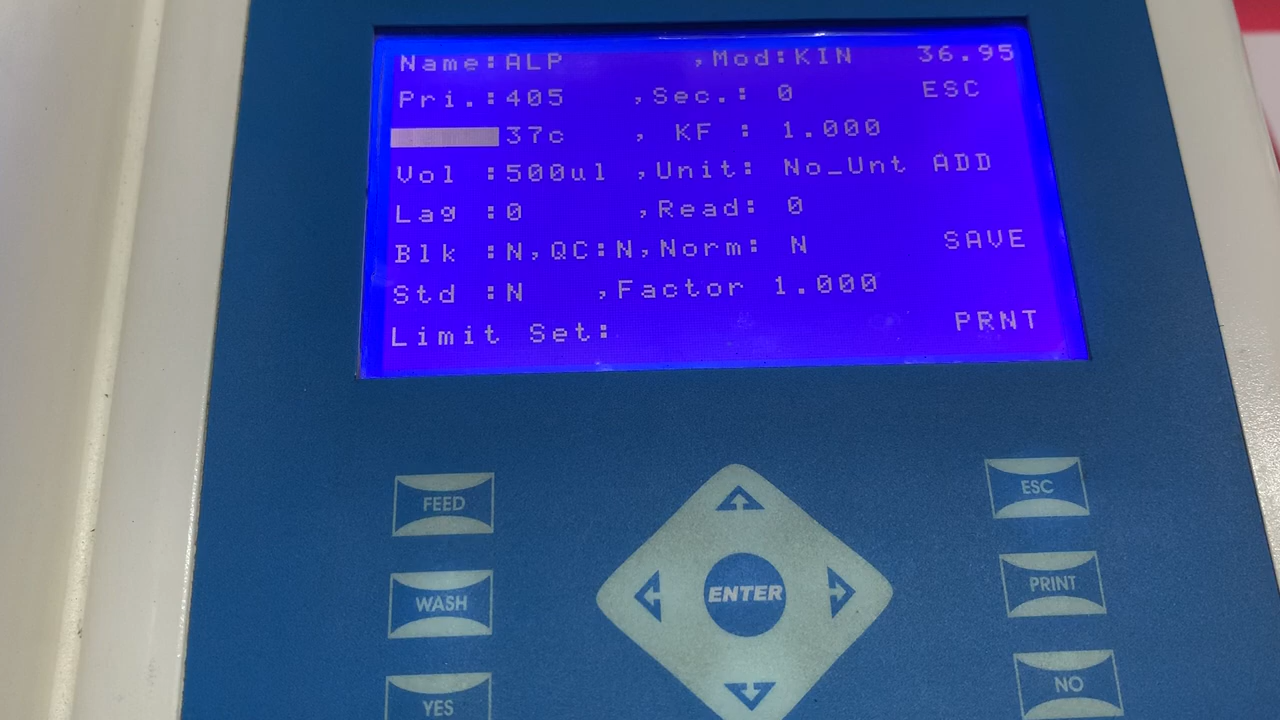 Name:ALP ,Mod:KIN 36.95
Pri.:405 ,Sec.: 0 ESC
37c , KF : 1.000
Vol :500ul ,Unit: No_Unt ADD
Lag :0 ,Read: 0
Blk :N,QC:N,Norm: N SAVE
Std :N ,Factor 1.000
Limit Set: PRNT
FEED
ESC
WASH
ENTER
PRINT
YES
NO